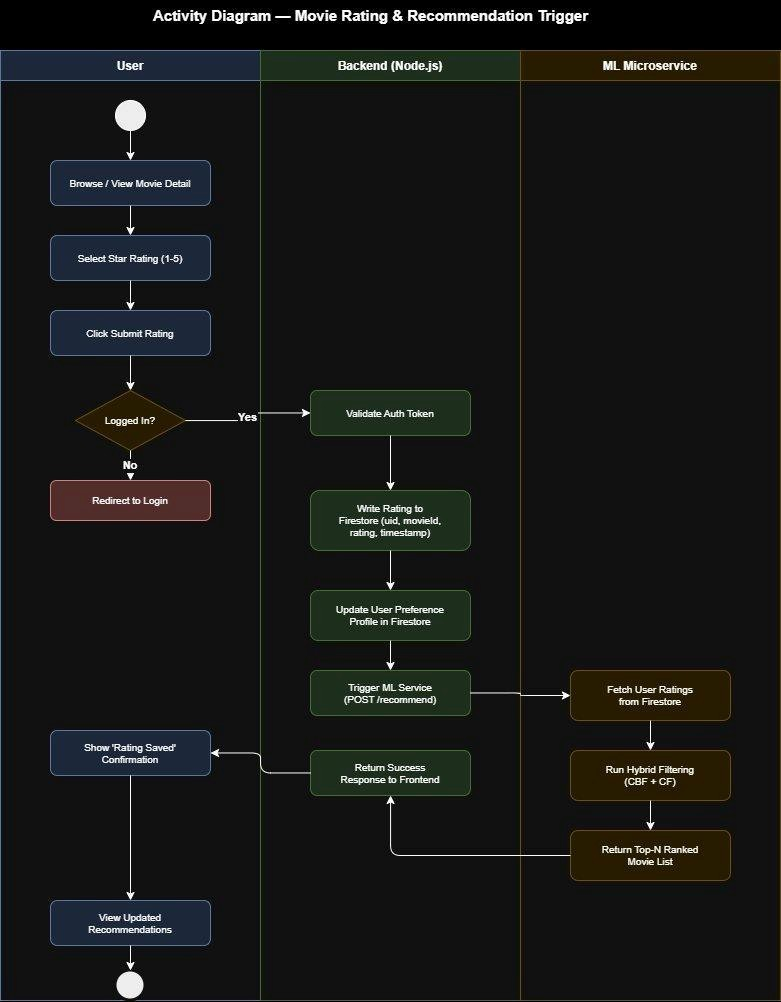 Activity Diagram — Movie Rating & Recommendation Trigger
User
Backend (Node.js)
ML Microservice
Browse / View Movie Detail
Select Star Rating (1-5)
Click Submit Rating
Logged In?
Yes
No
Redirect to Login
Validate Auth Token
Write Rating to
Firestore (uid, movieId,
rating, timestamp)
Update User Preference
Profile in Firestore
Trigger ML Service
(POST /recommend)
Fetch User Ratings
from Firestore
Run Hybrid Filtering
(CBF + CF)
Return Top-N Ranked
Movie List
Return Success
Response to Frontend
Show 'Rating Saved'
Confirmation
View Updated
Recommendations